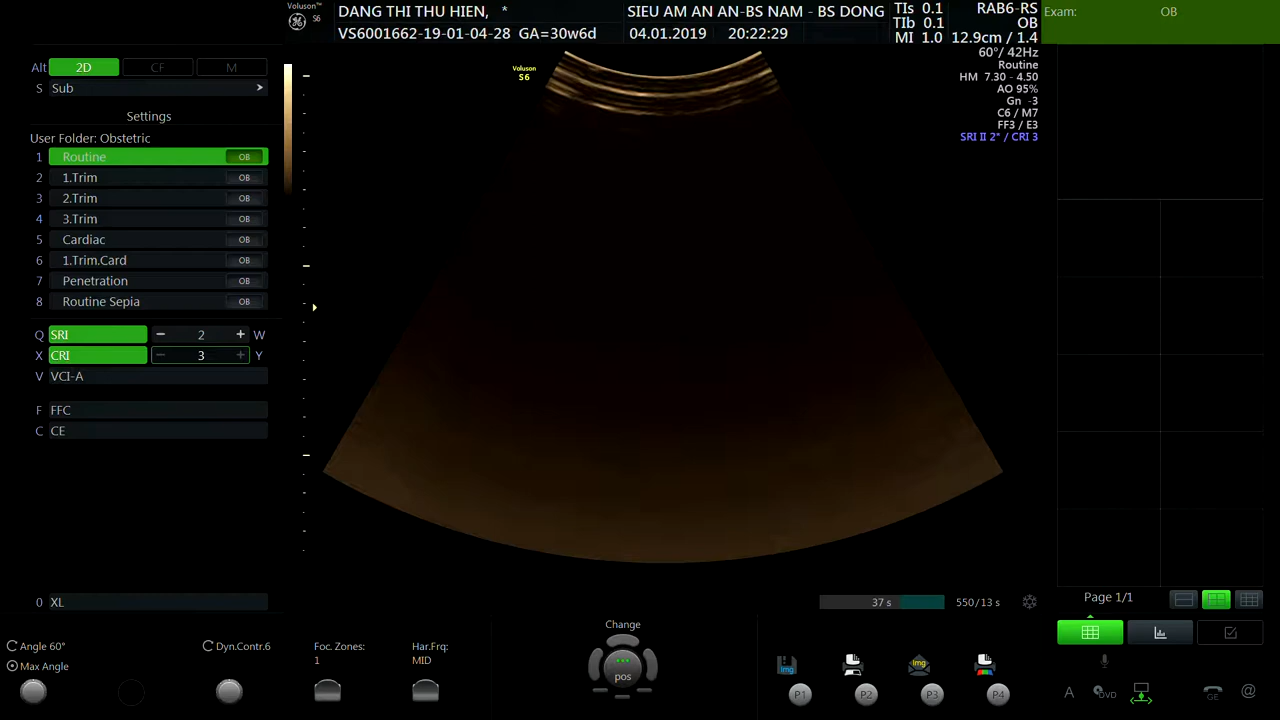 Voluson™
S6
DANG THI THU HIEN, *
SIEU AM AN AN-BS NAM - BS DONG
TIs 0.1
RAB6-RS
TIb 0.1
OB
VS6001662-19-01-04-28 GA=30w6d
04.01.2019
20:22:29
MI 1.0
12.9cm / 1.4
Exam:
OB
60°/ 42Hz
Routine
HM 7.30 - 4.50
AO 95%
Gn -3
C6 / M7
FF3 / E3
SRI II 2* / CRI 3
Voluson
S6
Alt
2D
CF
M
S
Sub
Settings
User Folder: Obstetric
1 Routine OB
2 1.Trim OB
3 2.Trim OB
4 3.Trim OB
5 Cardiac OB
6 1.Trim.Card OB
7 Penetration OB
8 Routine Sepia OB
Q SRI - 2 + W
X CRI - 3 + Y
V VCI-A
F FFC
C CE
0 XL
37 s
550/13 s
Page 1/1
Angle 60°
Max Angle
Dyn.Contr.6
Foc. Zones:
1
Har.Frq:
MID
Change
pos
Img
Img
P1
P2
P3
P4
A
DVD
GE
@